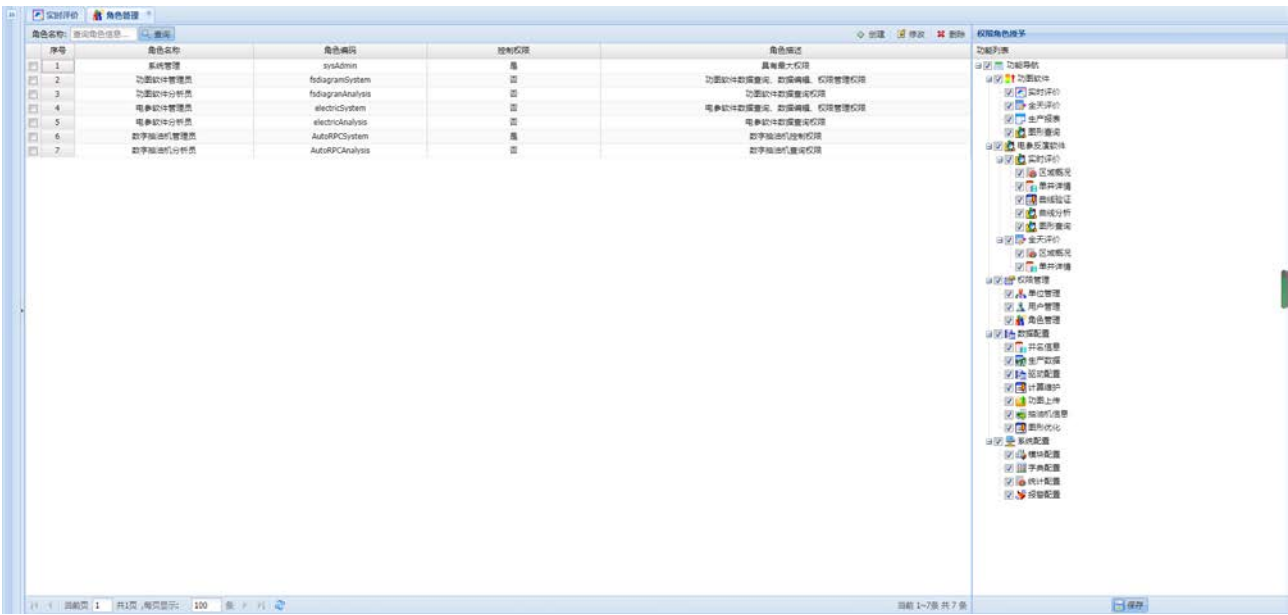 实时评价 角色管理
角色名称: 查询角色信息... 查询 创建 修改 删除
序号 角色名称 角色编码 控制权限 角色描述
1 系统管理 sysAdmin 是 具有最大权限
2 功图软件管理员 fsdiagramSystem 否 功图软件数据查询、数据编辑、权限管理权限
3 功图软件分析员 fsdiagranAnalysis 否 功图软件数据查询权限
4 电参软件管理员 electricSystem 否 电参软件数据查询、数据编辑、权限管理权限
5 电参软件分析员 electricAnalysis 否 电参软件数据查询权限
6 数字抽油机管理员 AutoRPCSystem 是 数字抽油机控制权限
7 数字抽油机分析员 AutoRPCAnalysis 否 数字抽油机查询权限
当前页 1 共1页 ,每页显示: 100 条
当前 1~7条 共 7 条
权限角色授予
功能列表
功能导航
功图软件
实时评价
全天评价
生产报表
图形查询
电参反演软件
实时评价
区域概况
单井详情
曲线验证
曲线分析
图形查询
全天评价
区域概况
单井详情
权限管理
单位管理
用户管理
角色管理
数据配置
井名信息
生产数据
驱动配置
计算维护
功图上传
抽油机信息
图形优化
系统配置
模块配置
字典配置
统计配置
报警配置
保存